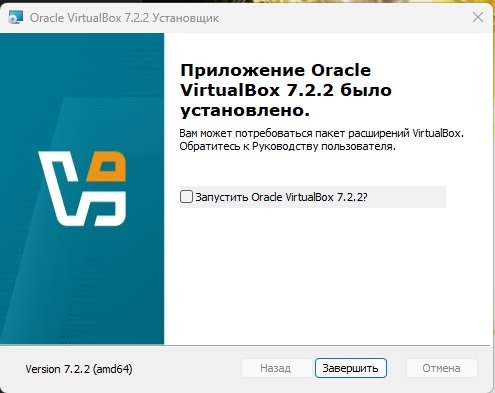 Oracle VirtualBox 7.2.2 Установщик
Приложение Oracle
VirtualBox 7.2.2 было
установлено.
Вам может потребоваться пакет расширений VirtualBox.
Обратитесь к Руководству пользователя.
Запустить Oracle VirtualBox 7.2.2?
Version 7.2.2 (amd64)
Назад
Завершить
Отмена